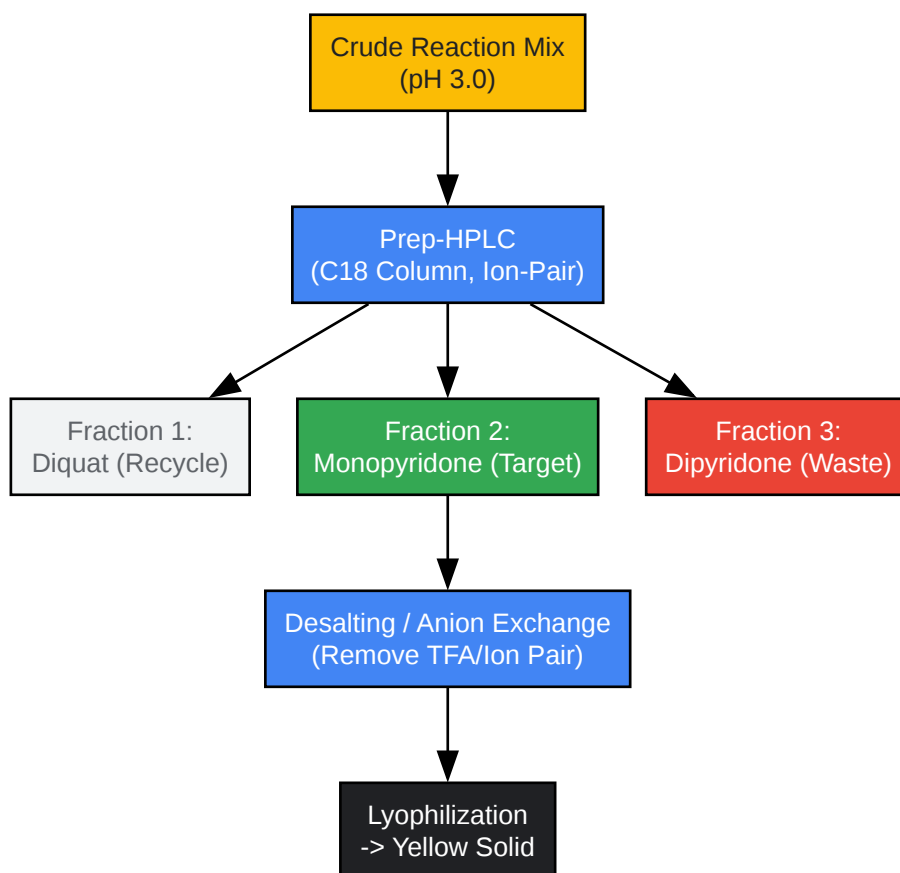 Crude Reaction Mix
(pH 3.0)
Prep-HPLC
(C18 Column, Ion-Pair)
Fraction 1:
Diquat (Recycle)
Fraction 2:
Monopyridone (Target)
Fraction 3:
Dipyridone (Waste)
Desalting / Anion Exchange
(Remove TFA/Ion Pair)
Lyophilization
-> Yellow Solid